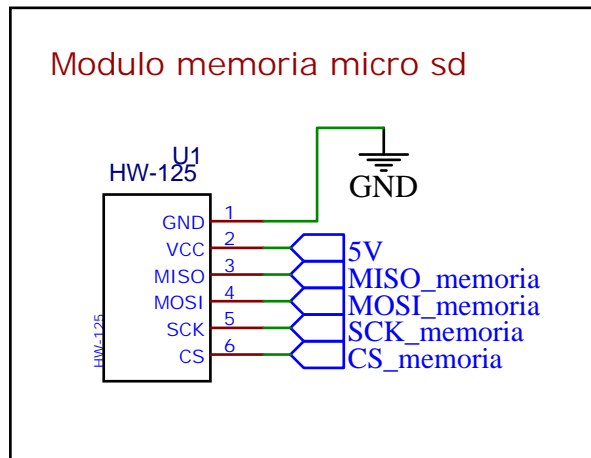 Modulo memoria micro sd
U1
HW-125
GND
GND 1
VCC 2 5V
MISO 3 MISO_memoria
MOSI 4 MOSI_memoria
SCK 5 SCK_memoria
CS 6 CS_memoria
HW-125